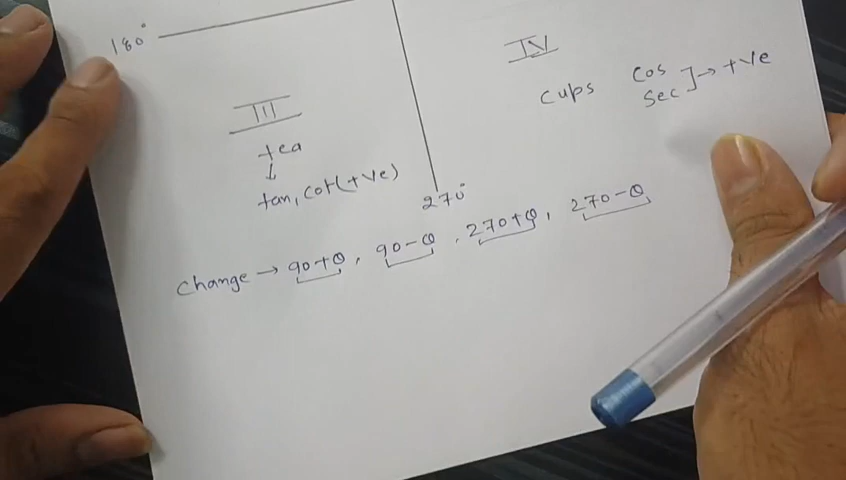 180°
III
tea
↓
tan, cot (+ve)
270°
IV
cups cos
sec ] → +ve
change → 90+θ, 90-θ, 270+θ, 270-θ